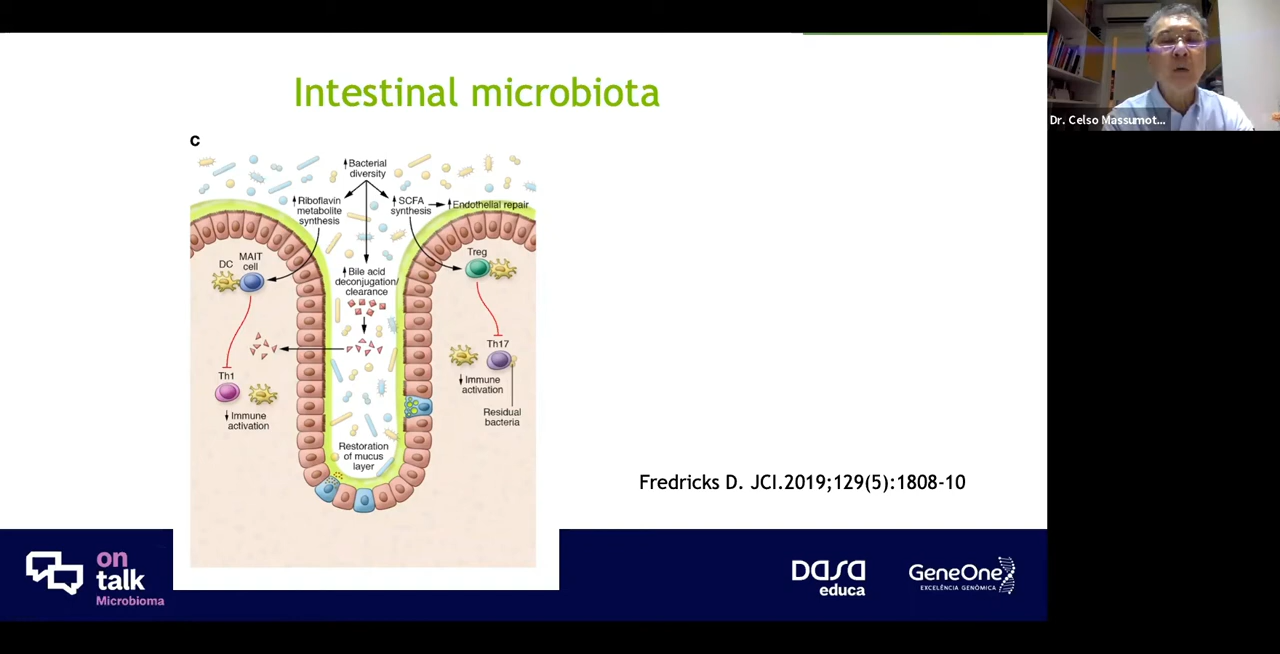 Intestinal microbiota
Dr. Celso Massumot...
C
Bacterial
diversity
Riboflavin
metabolite
synthesis
SCFA
synthesis
Endothelial repair
DC
MAIT
cell
Treg
Bile acid
deconjugation/
clearance
Th17
Immune
activation
Th1
Immune
activation
Residual
bacteria
Restoration
of mucus
layer
Fredricks D. JCI.2019;129(5):1808-10
on
talk
Microbioma
Dasa
educa
GeneOne
EXCELÊNCIA GENÔMICA